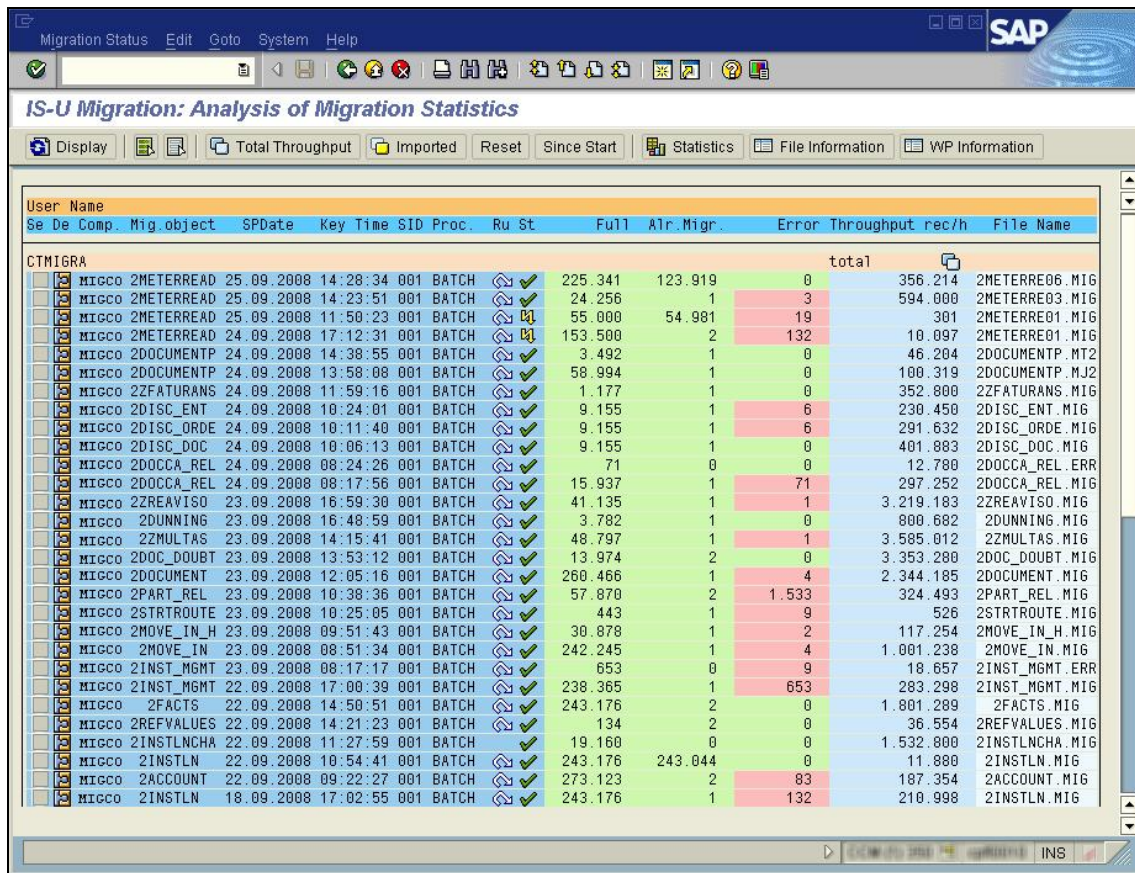 Migration Status Edit Goto System Help
SAP
IS-U Migration: Analysis of Migration Statistics
Display Total Throughput Imported Reset Since Start Statistics File Information WP Information
User Name
Se De Comp. Mig.object SPDate Key Time SID Proc. Ru St Full Alr.Migr. Error Throughput rec/h File Name
CTMIGRA total
MIGCO 2METERREAD 25.09.2008 14:28:34 001 BATCH 225.341 123.919 0 356.214 2METERRE06.MIG
MIGCO 2METERREAD 25.09.2008 14:23:51 001 BATCH 24.256 1 3 594.000 2METERRE03.MIG
MIGCO 2METERREAD 25.09.2008 11:50:23 001 BATCH 55.000 54.981 19 301 2METERRE01.MIG
MIGCO 2METERREAD 24.09.2008 17:12:31 001 BATCH 153.500 2 132 10.097 2METERRE01.MIG
MIGCO 2DOCUMENTP 24.09.2008 14:38:55 001 BATCH 3.492 1 0 46.204 2DOCUMENTP.MT2
MIGCO 2DOCUMENTP 24.09.2008 13:58:08 001 BATCH 58.994 1 0 100.319 2DOCUMENTP.MJ2
MIGCO 2ZFATURANS 24.09.2008 11:59:16 001 BATCH 1.177 1 0 352.800 2ZFATURANS.MIG
MIGCO 2DISC_ENT 24.09.2008 10:24:01 001 BATCH 9.155 1 6 230.450 2DISC_ENT.MIG
MIGCO 2DISC_ORDE 24.09.2008 10:11:40 001 BATCH 9.155 1 6 291.632 2DISC_ORDE.MIG
MIGCO 2DISC_DOC 24.09.2008 10:06:13 001 BATCH 9.155 1 0 401.883 2DISC_DOC.MIG
MIGCO 2DOCCA_REL 24.09.2008 08:24:26 001 BATCH 71 0 0 12.780 2DOCCA_REL.ERR
MIGCO 2DOCCA_REL 24.09.2008 08:17:56 001 BATCH 15.937 1 71 297.252 2DOCCA_REL.MIG
MIGCO 2ZREAVISO 23.09.2008 16:59:30 001 BATCH 41.135 1 1 3.219.183 2ZREAVISO.MIG
MIGCO 2DUNNING 23.09.2008 16:48:59 001 BATCH 3.782 1 0 800.682 2DUNNING.MIG
MIGCO 2ZMULTAS 23.09.2008 14:15:41 001 BATCH 48.797 1 1 3.585.012 2ZMULTAS.MIG
MIGCO 2DOC_DOUBT 23.09.2008 13:53:12 001 BATCH 13.974 2 0 3.353.280 2DOC_DOUBT.MIG
MIGCO 2DOCUMENT 23.09.2008 12:05:16 001 BATCH 260.466 1 4 2.344.185 2DOCUMENT.MIG
MIGCO 2PART_REL 23.09.2008 10:38:36 001 BATCH 57.870 2 1.533 324.493 2PART_REL.MIG
MIGCO 2STRTROUTE 23.09.2008 10:25:05 001 BATCH 443 1 9 526 2STRTROUTE.MIG
MIGCO 2MOVE_IN_H 23.09.2008 09:51:43 001 BATCH 30.878 1 2 117.254 2MOVE_IN_H.MIG
MIGCO 2MOVE_IN 23.09.2008 08:51:34 001 BATCH 242.245 1 4 1.001.238 2MOVE_IN.MIG
MIGCO 2INST_MGMT 23.09.2008 08:17:17 001 BATCH 653 0 9 18.657 2INST_MGMT.ERR
MIGCO 2INST_MGMT 22.09.2008 17:00:39 001 BATCH 238.365 1 653 283.298 2INST_MGMT.MIG
MIGCO 2FACTS 22.09.2008 14:50:51 001 BATCH 243.176 2 0 1.801.289 2FACTS.MIG
MIGCO 2REFVALUES 22.09.2008 14:21:23 001 BATCH 134 2 0 36.554 2REFVALUES.MIG
MIGCO 2INSTLNCHA 22.09.2008 11:27:59 001 BATCH 19.160 0 0 1.532.800 2INSTLNCHA.MIG
MIGCO 2INSTLN 22.09.2008 10:54:41 001 BATCH 243.176 243.044 0 11.880 2INSTLN.MIG
MIGCO 2ACCOUNT 22.09.2008 09:22:27 001 BATCH 273.123 2 83 187.354 2ACCOUNT.MIG
MIGCO 2INSTLN 18.09.2008 17:02:55 001 BATCH 243.176 1 132 210.998 2INSTLN.MIG
INS